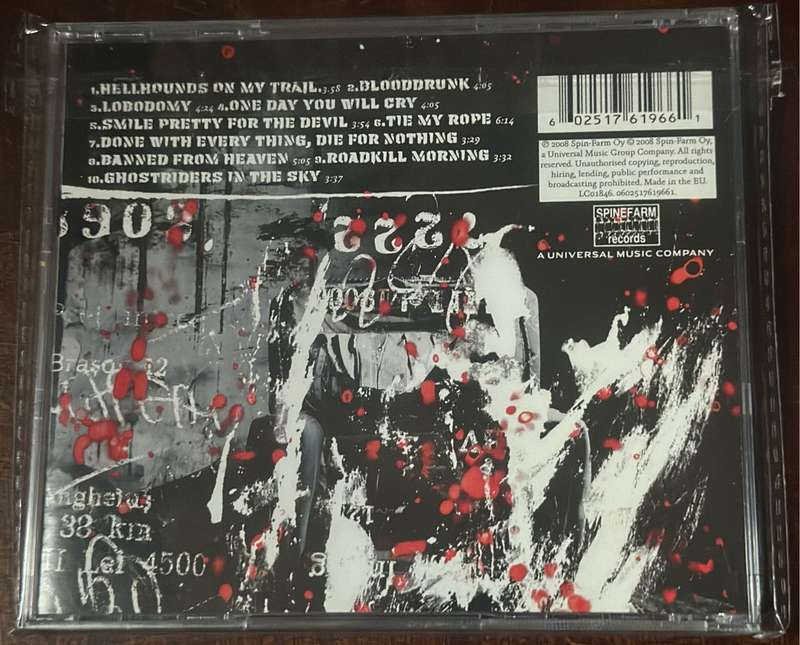 1.HELLHOUNDS ON MY TRAIL.3:58 2.BLOODDRUNK 4:05
3.LOBODOMY 4:24 4.ONE DAY YOU WILL CRY 4:05
5.SMILE PRETTY FOR THE DEVIL 3:54 6.TIE MY ROPE 6:14
7.DONE WITH EVERY THING, DIE FOR NOTHING 3:29
8.BANNED FROM HEAVEN 5:05 9.ROADKILL MORNING 3:32
10.GHOSTRIDERS IN THE SKY 3:37
6 02517 61966 1
℗ 2008 Spin-Farm Oy © 2008 Spin-Farm Oy,
a Universal Music Group Company. All rights
reserved. Unauthorised copying, reproduction,
hiring, lending, public performance and
broadcasting prohibited. Made in the EU.
LC01846. 0602517619661.
SPINEFARM
records
A UNIVERSAL MUSIC COMPANY
2222
38 km
Lei 4500